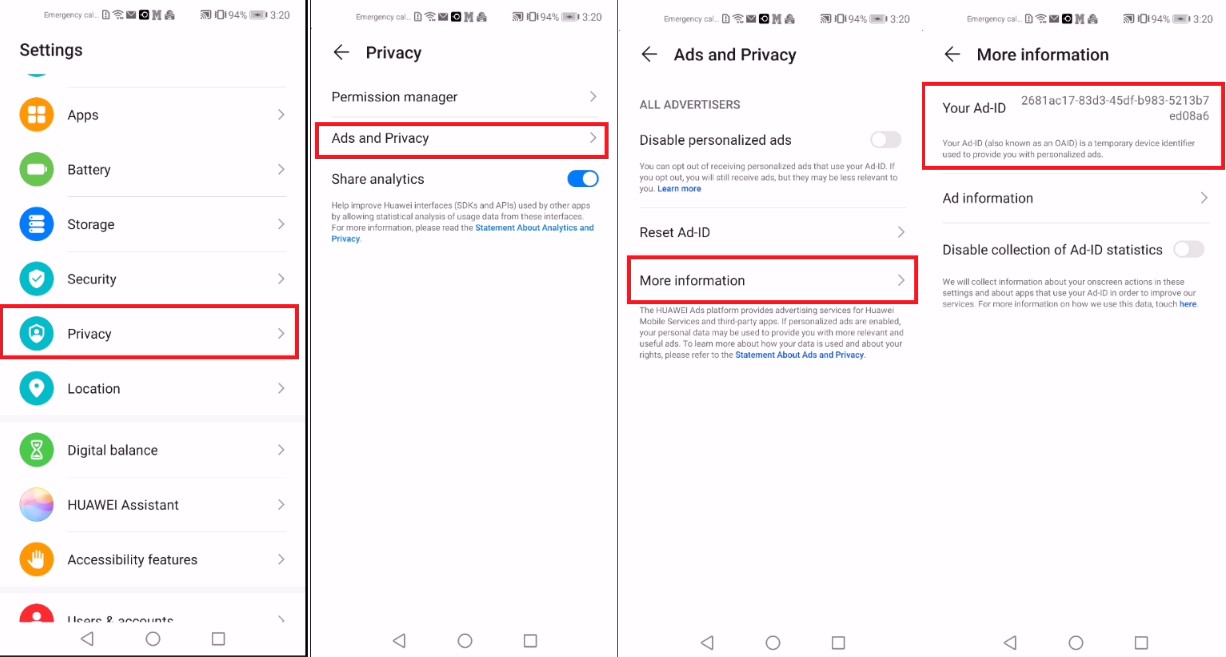 Emergency cal... 94% 3:20
Settings
Apps
Battery
Storage
Security
Privacy
Location
Digital balance
HUAWEI Assistant
Accessibility features
Users & accounts
Emergency cal... 94% 3:20
Privacy
Permission manager
Ads and Privacy
Share analytics
Help improve Huawei interfaces (SDKs and APIs) used by other apps
by allowing statistical analysis of usage data from these interfaces.
For more information, please read the Statement About Analytics and
Privacy.
Emergency cal... 94% 3:20
Ads and Privacy
ALL ADVERTISERS
Disable personalized ads
You can opt out of receiving personalized ads that use your Ad-ID. If
you opt out, you will still receive ads, but they may be less relevant to
you. Learn more
Reset Ad-ID
More information
The HUAWEI Ads platform provides advertising services for Huawei
Mobile Services and third-party apps. If personalized ads are enabled,
your personal data may be used to provide you with more relevant and
useful ads. To learn more about how your data is used and about your
rights, please refer to the Statement About Ads and Privacy.
Emergency cal... 94% 3:20
More information
Your Ad-ID 2681ac17-83d3-45df-b983-5213b7
ed08a6
Your Ad-ID (also known as an OAID) is a temporary device identifier
used to provide you with personalized ads.
Ad information
Disable collection of Ad-ID statistics
We will collect information about your onscreen actions in these
settings and about apps that use your Ad-ID in order to improve our
services. For more information on how we use this data, touch here.